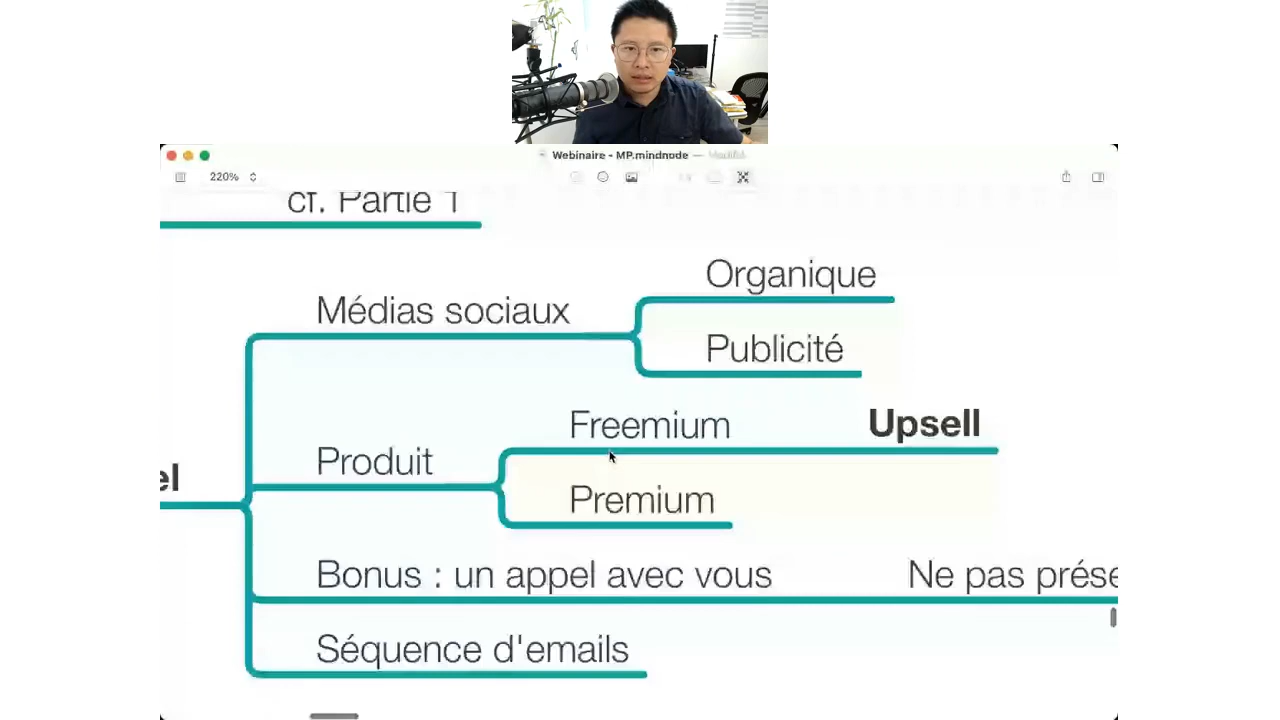 Webinaire - MP.mindnode —
220%
cf. Partie 1
Organique
Médias sociaux
Publicité
Freemium
Upsell
Produit
el
Premium
Bonus : un appel avec vous
Ne pas prése
Séquence d'emails